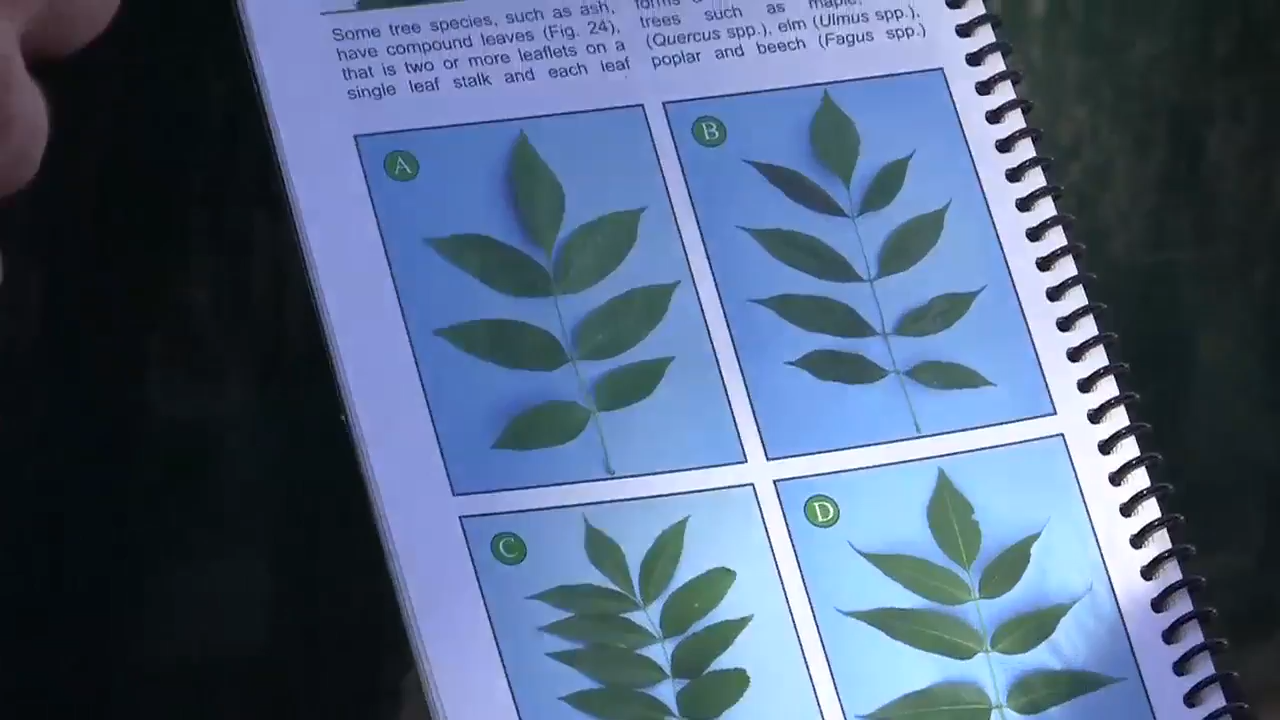 Some tree species, such as ash,
have compound leaves (Fig. 24),
that is two or more leaflets on a
single leaf stalk and each leaf
trees such as maple,
(Quercus spp.), elm (Ulmus spp.),
poplar and beech (Fagus spp.)
A
B
C
D